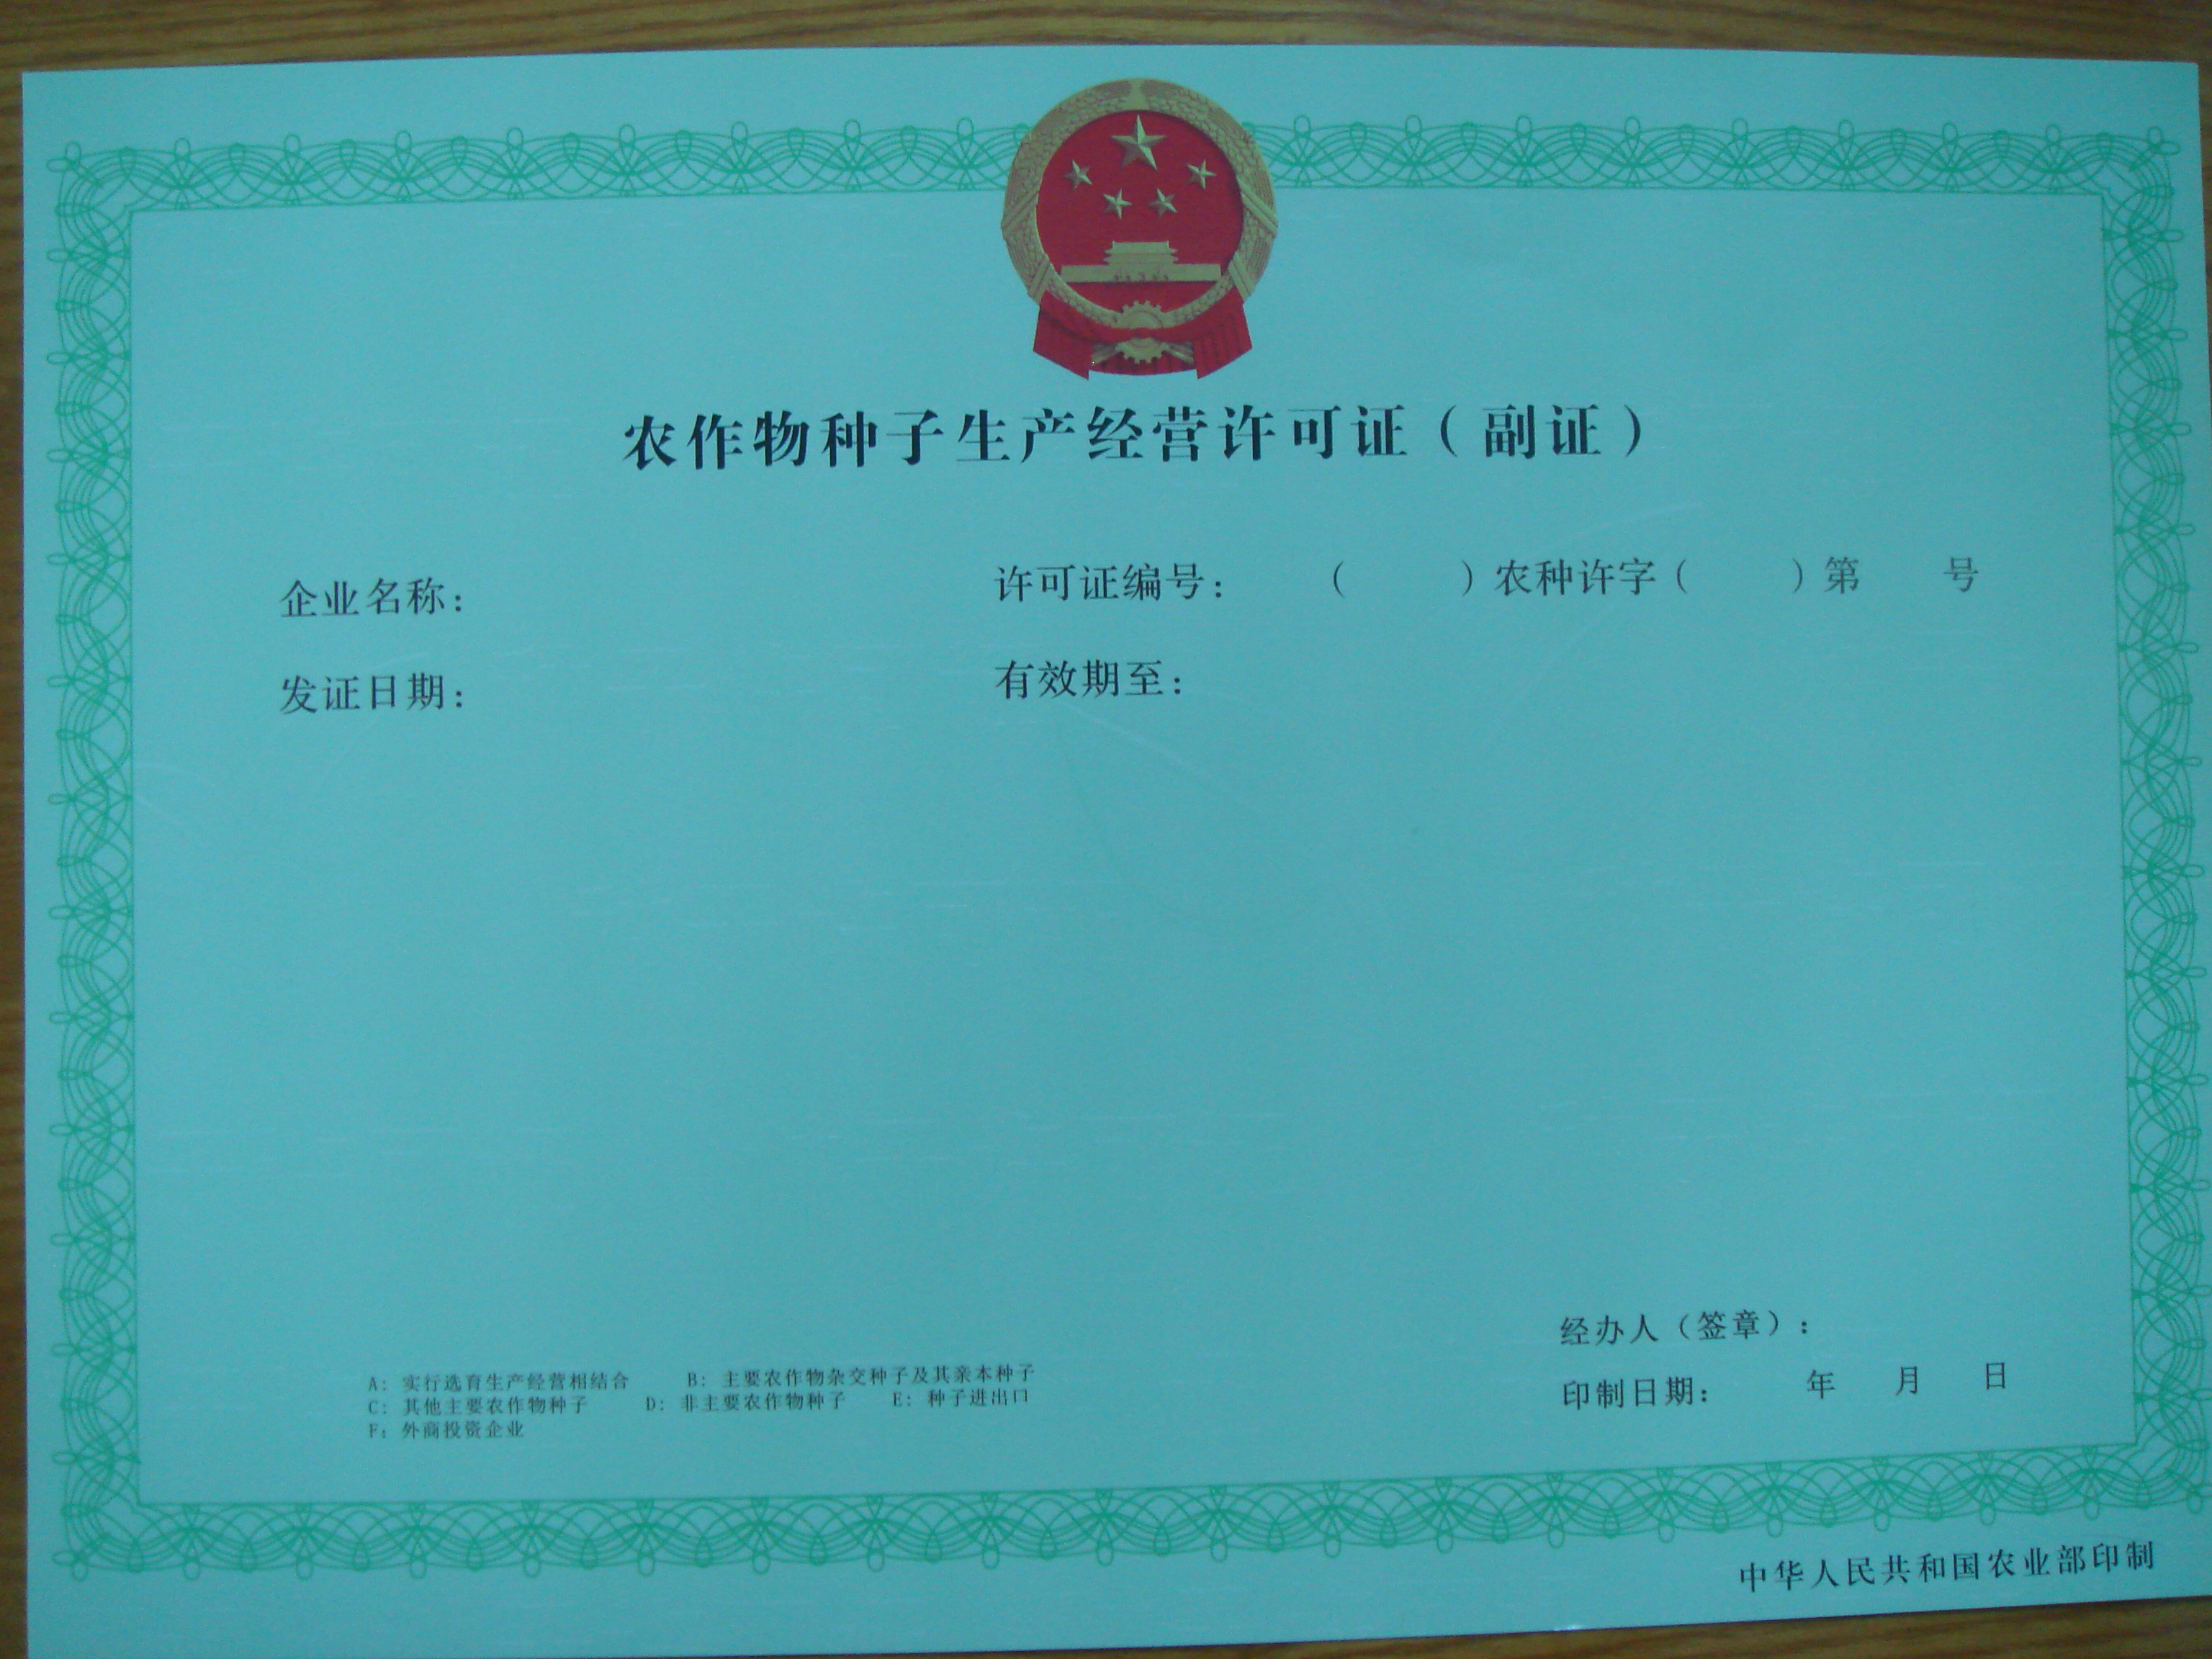 农作物种子生产经营许可证（副证）
企业名称： 许可证编号： （ ）农种许字（ ）第 号
发证日期： 有效期至：
经办人（签章）：
印制日期： 年 月 日
A：实行选育生产经营相结合 B：主要农作物杂交种子及其亲本种子
C：其他主要农作物种子 D：非主要农作物种子 E：种子进出口
F：外商投资企业
中华人民共和国农业部印制